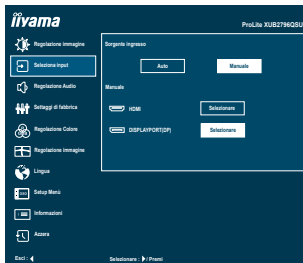 iiyama
ProLite XUB2796QSU
Regolazione immagine
Seleziona input
Regolazione Audio
Settaggi di fabbrica
Regolazione Colore
Regolazione immagine
Lingua
OSD
Setup Menù
Informazioni
Azzera
Sorgente ingresso
Auto
Manuale
Manuale
HDMI
Selezionare
DISPLAYPORT(DP)
Selezionare
Esci :
Selezionare : / Premi